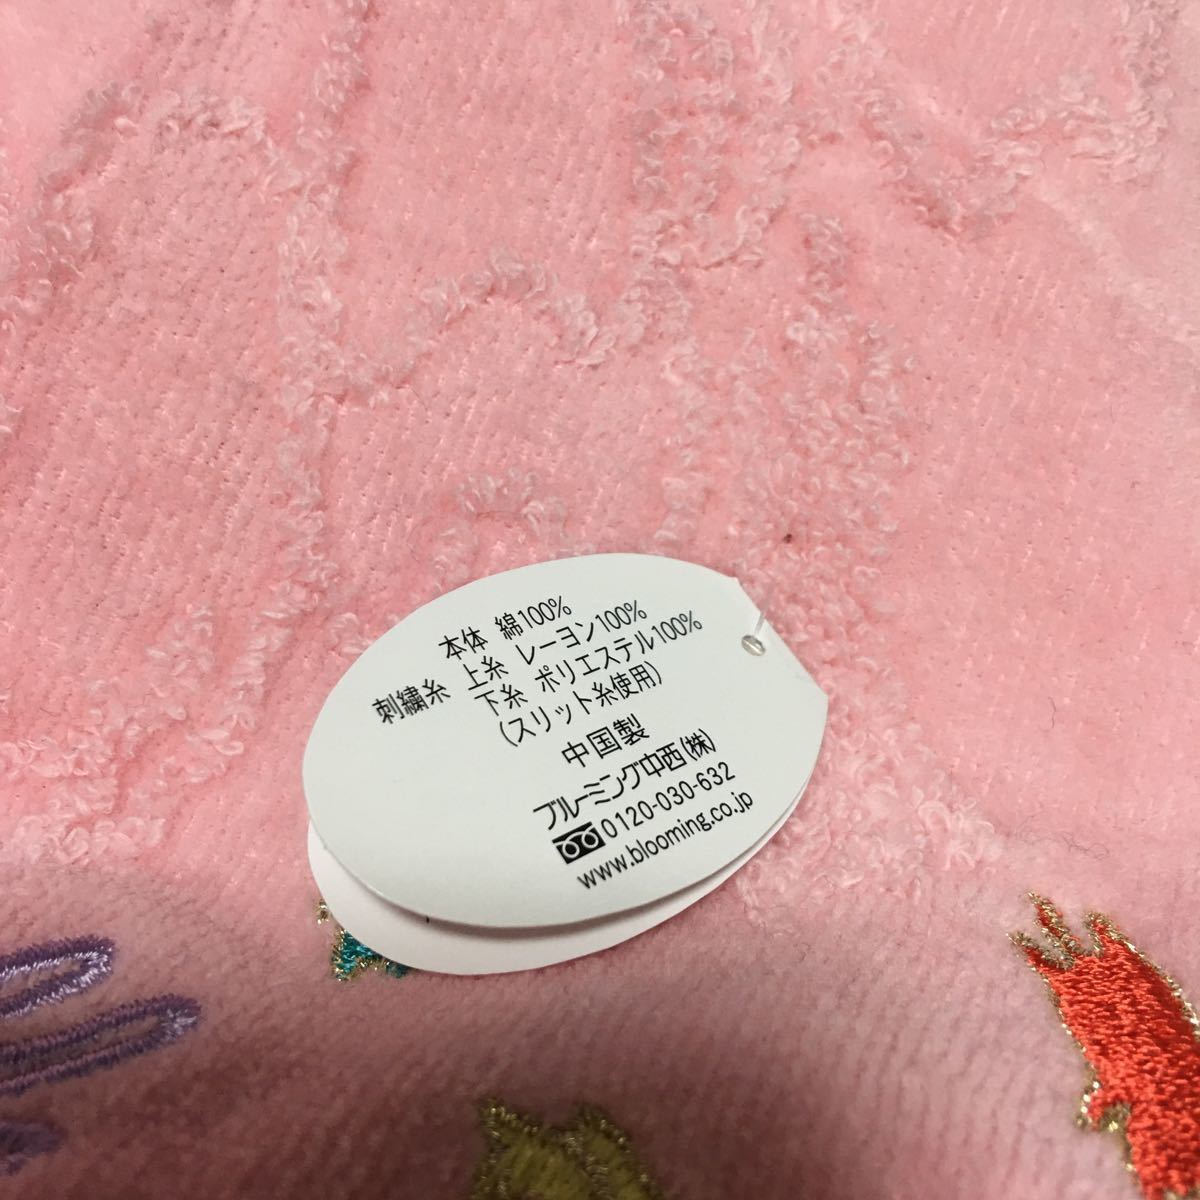 本体 綿100%
刺繍糸 上糸 レーヨン100%
下糸 ポリエステル100%
(スリット糸使用)
中国製
ブルーミング中西(株)
0120-030-632
www.blooming.co.jp